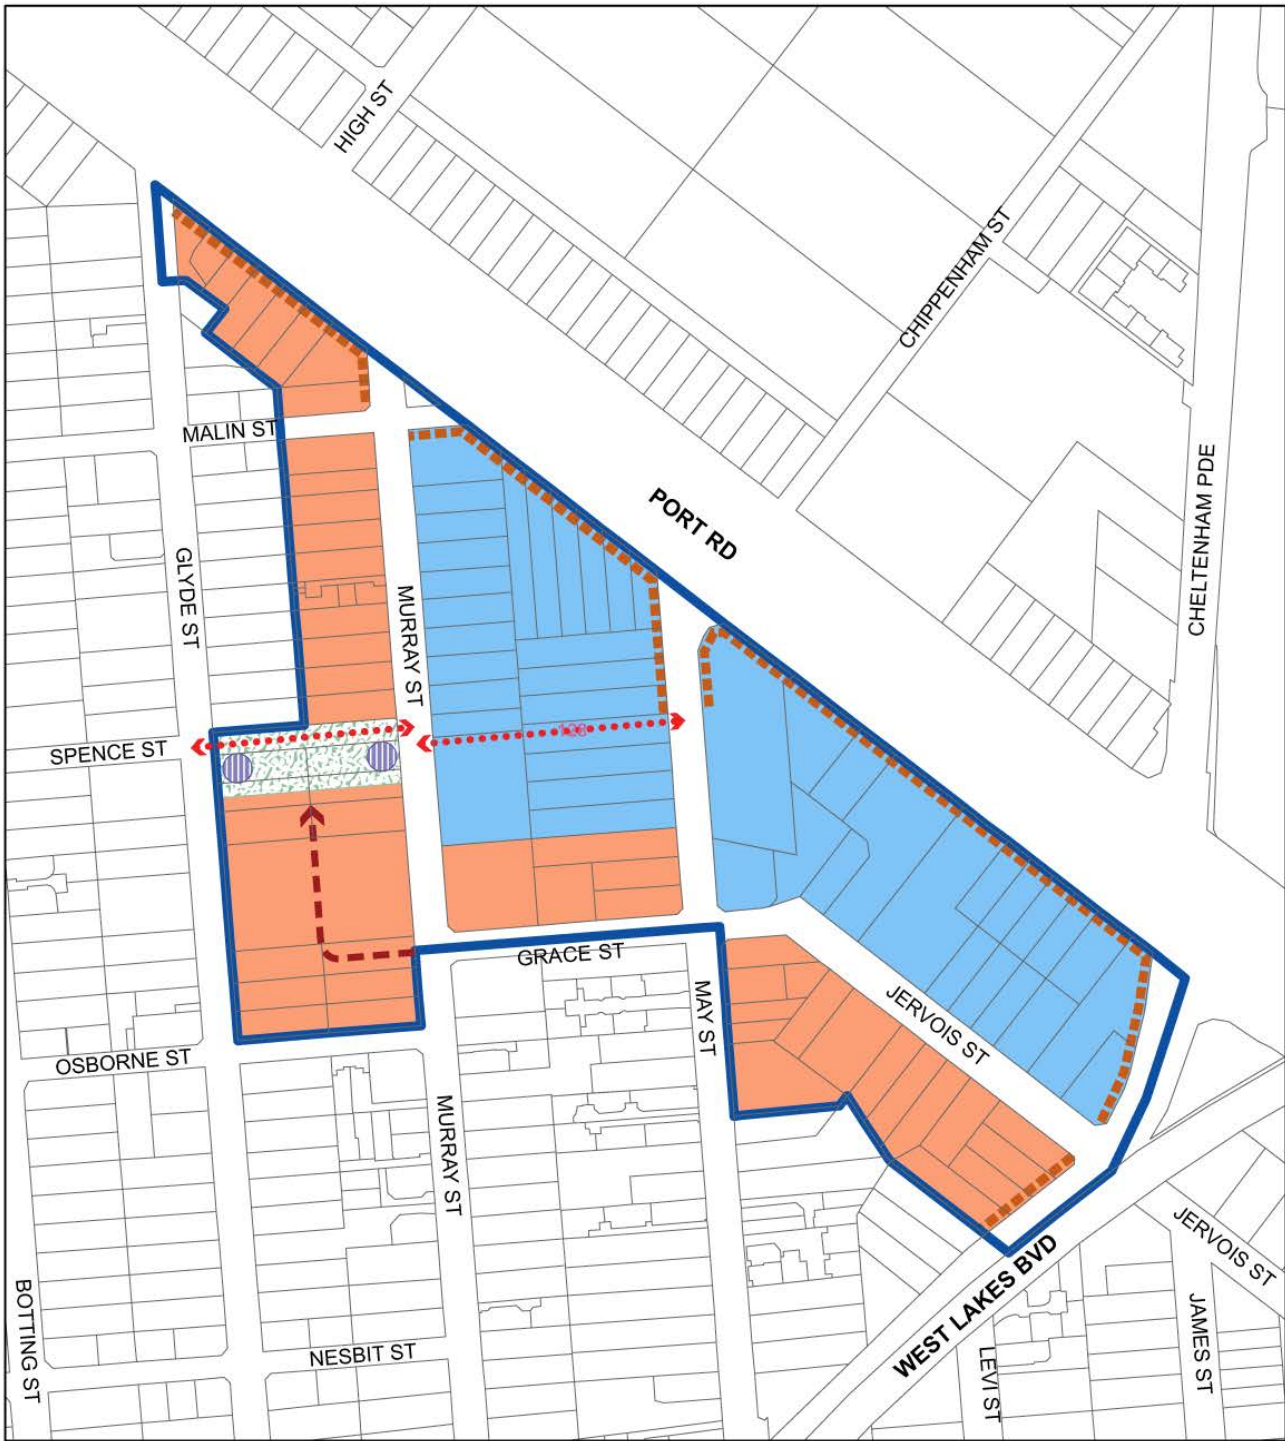 HIGH ST
CHIPPENHAM ST
MALIN ST
PORT RD
CHELTENHAM PDE
GLYDE ST
MURRAY ST
SPENCE ST
128
GRACE ST
MAY ST
JERVOIS ST
OSBORNE ST
MURRAY ST
JERVOIS ST
WEST LAKES BVD
BOTTING ST
NESBIT ST
LEVI ST
JAMES ST